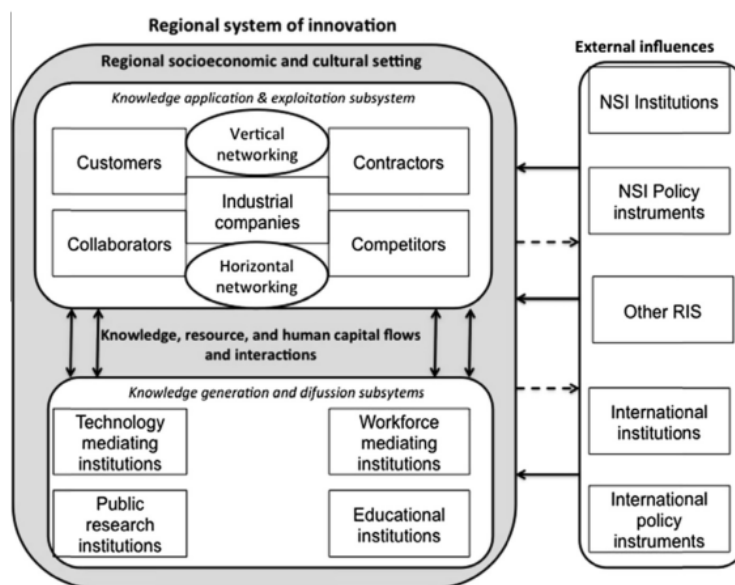 Regional system of innovation
Regional socioeconomic and cultural setting
Knowledge application & exploitation subsystem
Vertical
networking
Customers
Contractors
Industrial
companies
Collaborators
Competitors
Horizontal
networking
Knowledge, resource, and human capital flows
and interactions
Knowledge generation and difussion subsytems
Technology
mediating
institutions
Workforce
mediating
institutions
Public
research
institutions
Educational
institutions
External influences
NSI Institutions
NSI Policy
instruments
Other RIS
International
institutions
International
policy
instruments